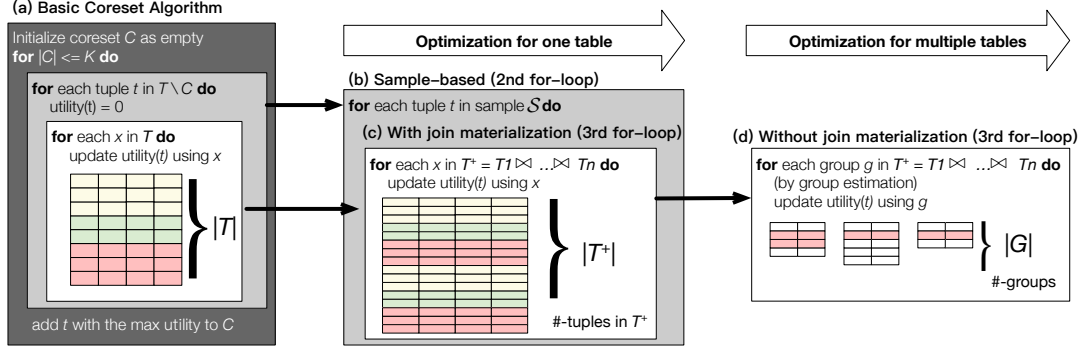 (a) Basic Coreset Algorithm
Initialize coreset C as empty
for |C| <= K do
for each tuple t in T \ C do
utility(t) = 0
for each x in T do
update utility(t) using x
|T|
add t with the max utility to C
Optimization for one table
(b) Sample-based (2nd for-loop)
for each tuple t in sample S do
(c) With join materialization (3rd for-loop)
for each x in T⁺ = T1 ⋈ ...⋈ Tn do
update utility(t) using x
|T⁺|
#-tuples in T⁺
Optimization for multiple tables
(d) Without join materialization (3rd for-loop)
for each group g in T⁺ = T1 ⋈ ...⋈ Tn do
(by group estimation)
update utility(t) using g
|G|
#-groups